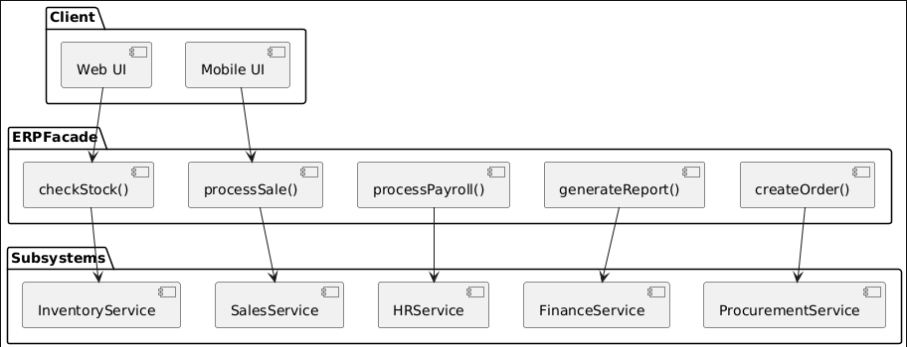 Client
Web UI
Mobile UI
ERPFacade
checkStock()
processSale()
processPayroll()
generateReport()
createOrder()
Subsystems
InventoryService
SalesService
HRService
FinanceService
ProcurementService